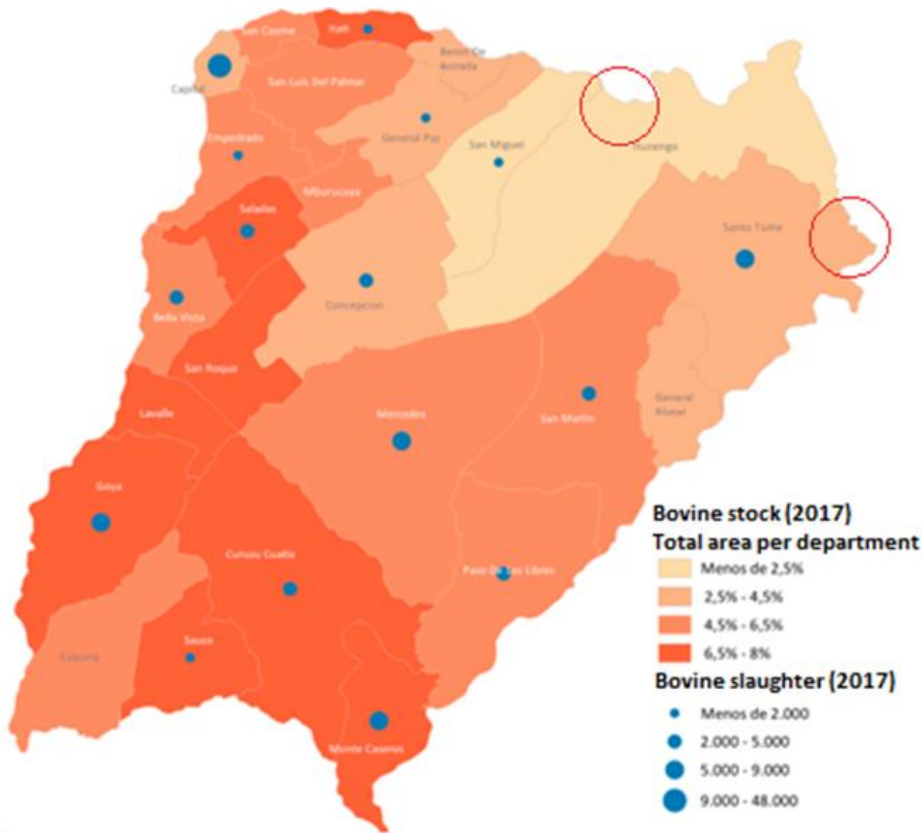 San Cosme
Itati
Beron De
Astrada
Capital
San Luis Del Palmar
General Paz
Empedrado
San Miguel
Ituzaingo
Mburucuya
Saladas
Santo Tome
Concepcion
Bella Vista
San Roque
Lavalle
Mercedes
San Martin
General
Alvear
Goya
Curuzu Cuatia
Paso De Los Libres
Sauce
Esquina
Monte Caseros
Bovine stock (2017)
Total area per department
Menos de 2,5%
2,5% - 4,5%
4,5% - 6,5%
6,5% - 8%
Bovine slaughter (2017)
Menos de 2.000
2.000 - 5.000
5.000 - 9.000
9.000 - 48.000